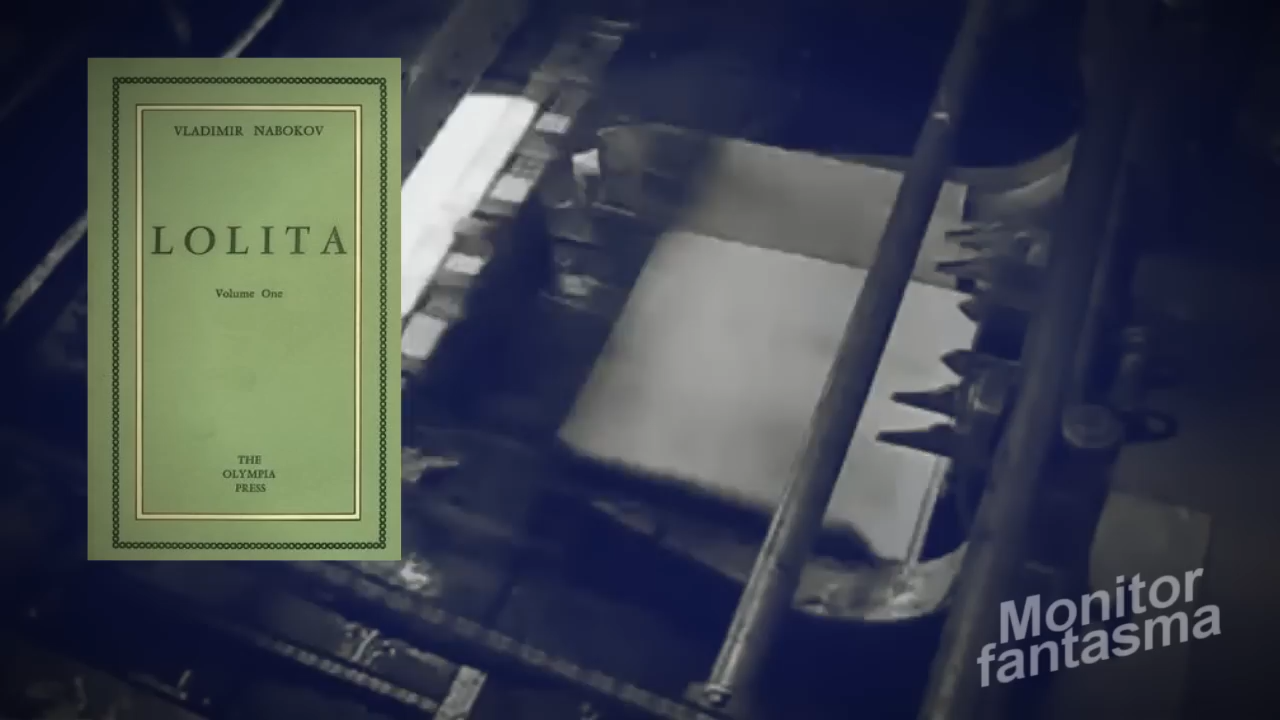 VLADIMIR NABOKOV
LOLITA
Volume One
THE
OLYMPIA
PRESS
Monitor
fantasma